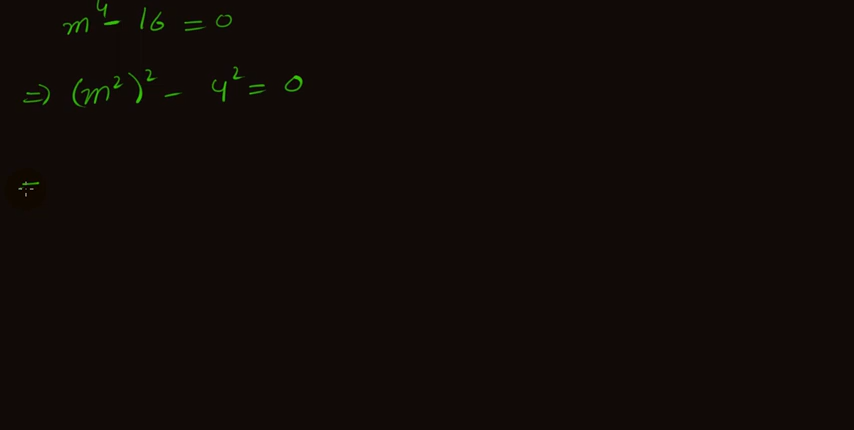 m⁴ - 16 = 0
⇒ (m²)² - 4² = 0